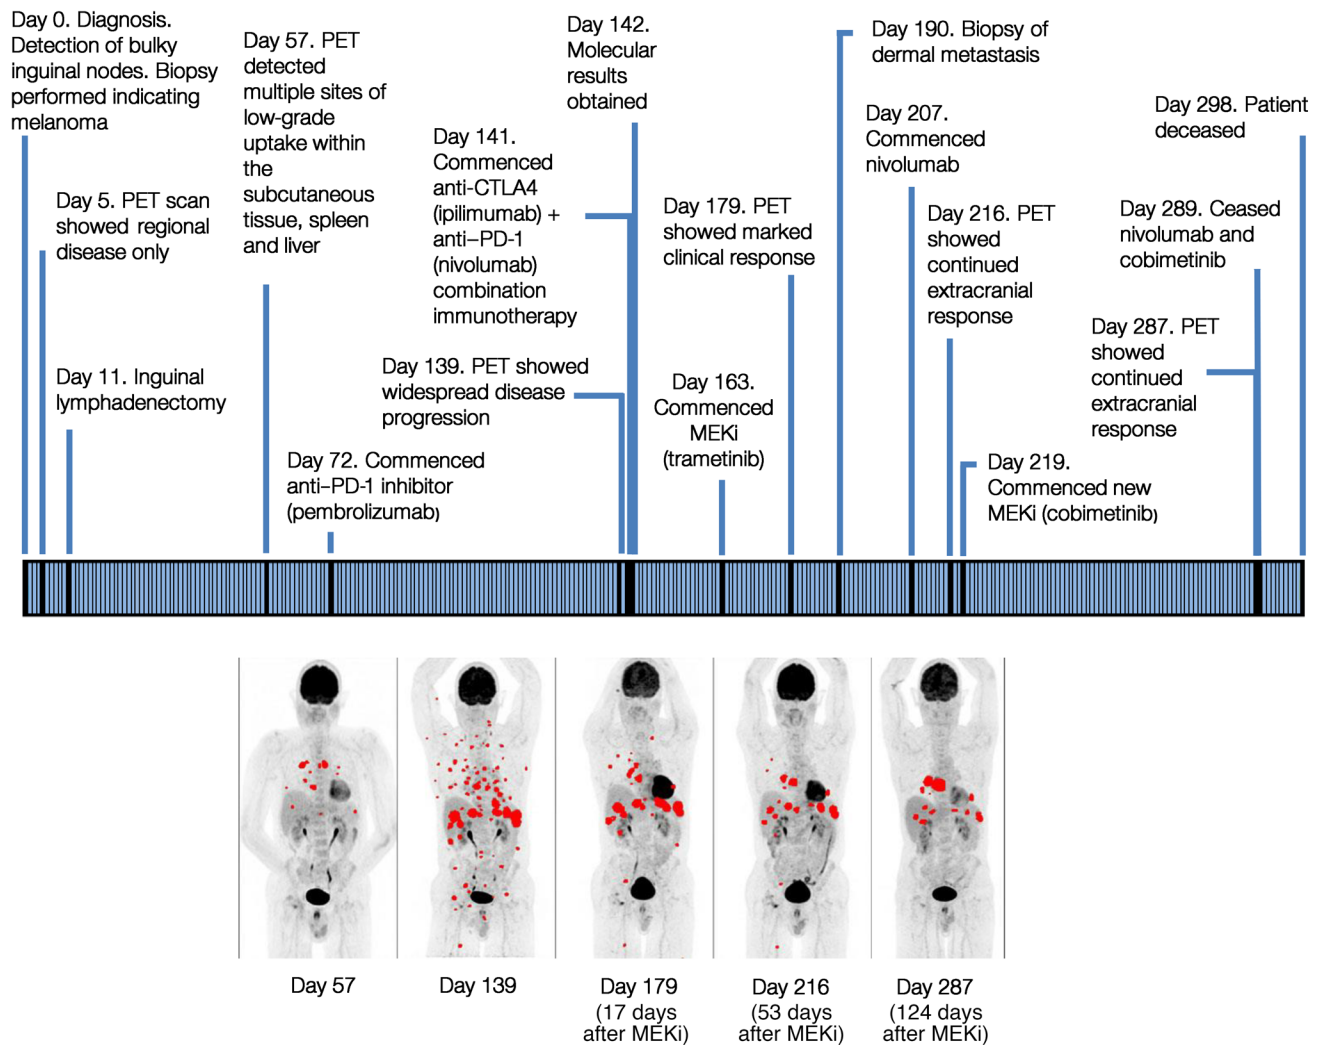 Day 0. Diagnosis.
Detection of bulky
inguinal nodes. Biopsy
performed indicating
melanoma
Day 5. PET scan
showed regional
disease only
Day 11. Inguinal
lymphadenectomy
Day 57. PET
detected
multiple sites of
low-grade
uptake within
the
subcutaneous
tissue, spleen
and liver
Day 72. Commenced
anti–PD-1 inhibitor
(pembrolizumab)
Day 139. PET showed
widespread disease
progression
Day 141.
Commenced
anti-CTLA4
(ipilimumab) +
anti–PD-1
(nivolumab)
combination
immunotherapy
Day 142.
Molecular
results
obtained
Day 163.
Commenced
MEKi
(trametinib)
Day 179. PET
showed marked
clinical response
Day 190. Biopsy of
dermal metastasis
Day 207.
Commenced
nivolumab
Day 216. PET
showed
continued
extracranial
response
Day 219.
Commenced new
MEKi (cobimetinib)
Day 287. PET
showed
continued
extracranial
response
Day 289. Ceased
nivolumab and
cobimetinib
Day 298. Patient
deceased
Day 57
Day 139
Day 179
(17 days
after MEKi)
Day 216
(53 days
after MEKi)
Day 287
(124 days
after MEKi)